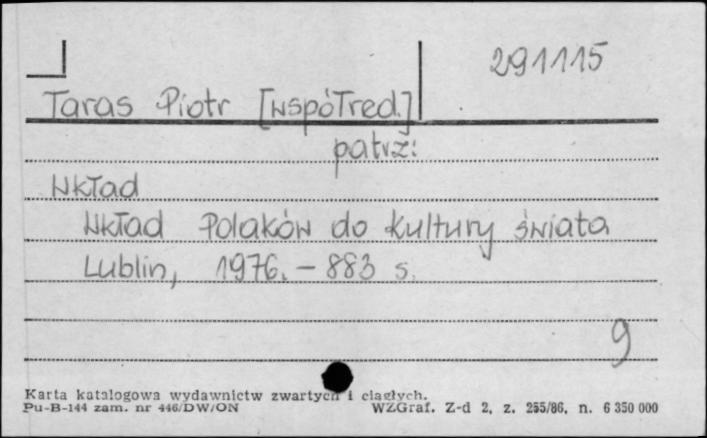 291115
Taras Piotr [współred.]
patrz:
Wkład
Wkład Polaków do kultury świata
Lublin, 1976. – 883 s.
9
Karta katalogowa wydawnictw zwartych i ciągłych.
Pu-B-144 zam. nr 446/DW/ON WZGraf. Z-d 2, z. 255/86, n. 6 350 000